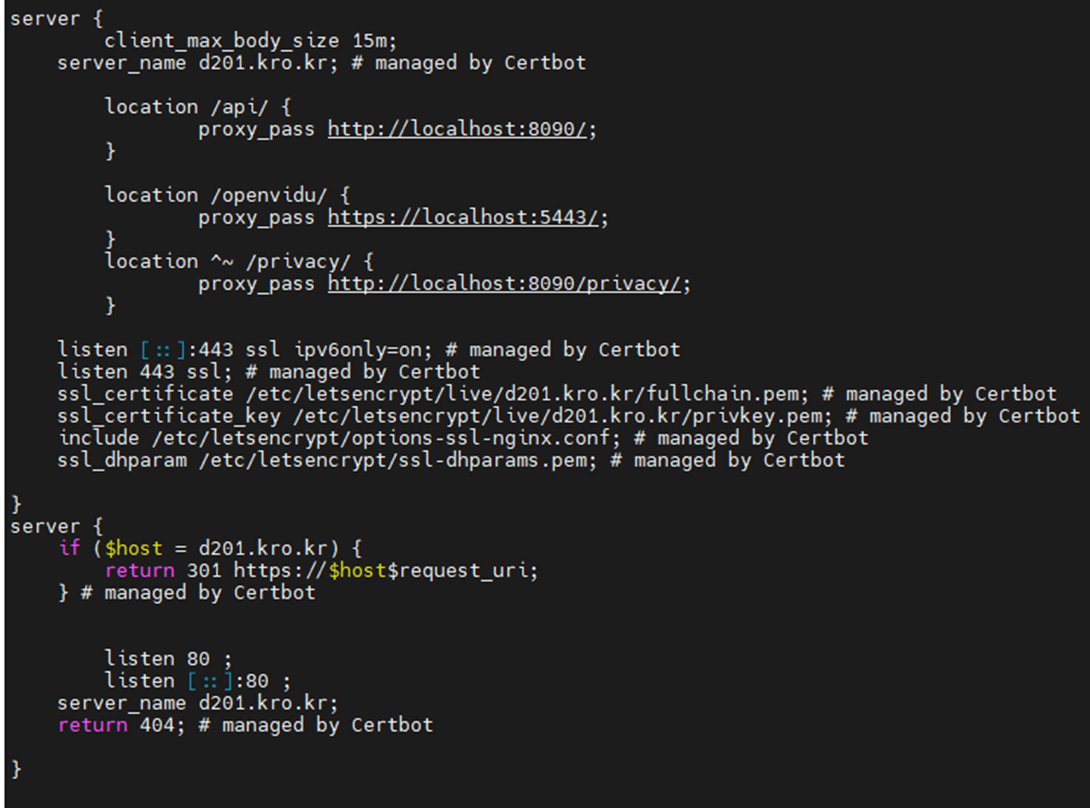 server {
        client_max_body_size 15m;
    server_name d201.kro.kr; # managed by Certbot

        location /api/ {
                proxy_pass http://localhost:8090/;
        }

        location /openvidu/ {
                proxy_pass https://localhost:5443/;
        }
        location ^~ /privacy/ {
                proxy_pass http://localhost:8090/privacy/;
        }

    listen [::]:443 ssl ipv6only=on; # managed by Certbot
    listen 443 ssl; # managed by Certbot
    ssl_certificate /etc/letsencrypt/live/d201.kro.kr/fullchain.pem; # managed by Certbot
    ssl_certificate_key /etc/letsencrypt/live/d201.kro.kr/privkey.pem; # managed by Certbot
    include /etc/letsencrypt/options-ssl-nginx.conf; # managed by Certbot
    ssl_dhparam /etc/letsencrypt/ssl-dhparams.pem; # managed by Certbot

}
server {
    if ($host = d201.kro.kr) {
        return 301 https://$host$request_uri;
    } # managed by Certbot


        listen 80 ;
        listen [::]:80 ;
    server_name d201.kro.kr;
    return 404; # managed by Certbot

}